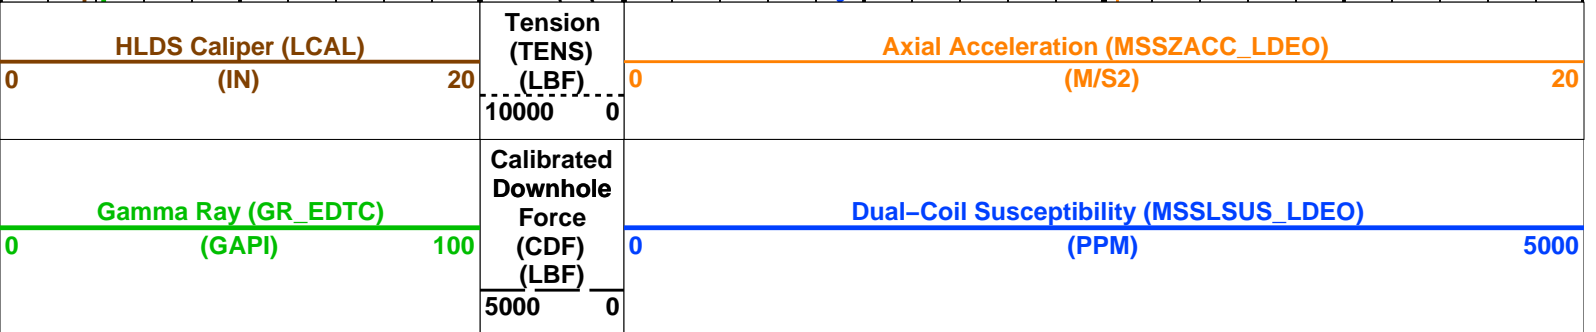 HLDS Caliper (LCAL)
0 (IN) 20
Tension
(TENS)
(LBF)
10000 0
Axial Acceleration (MSSZACC_LDEO)
0 (M/S2) 20
Gamma Ray (GR_EDTC)
0 (GAPI) 100
Calibrated
Downhole
Force
(CDF)
(LBF)
5000 0
Dual−Coil Susceptibility (MSSLSUS_LDEO)
0 (PPM) 5000